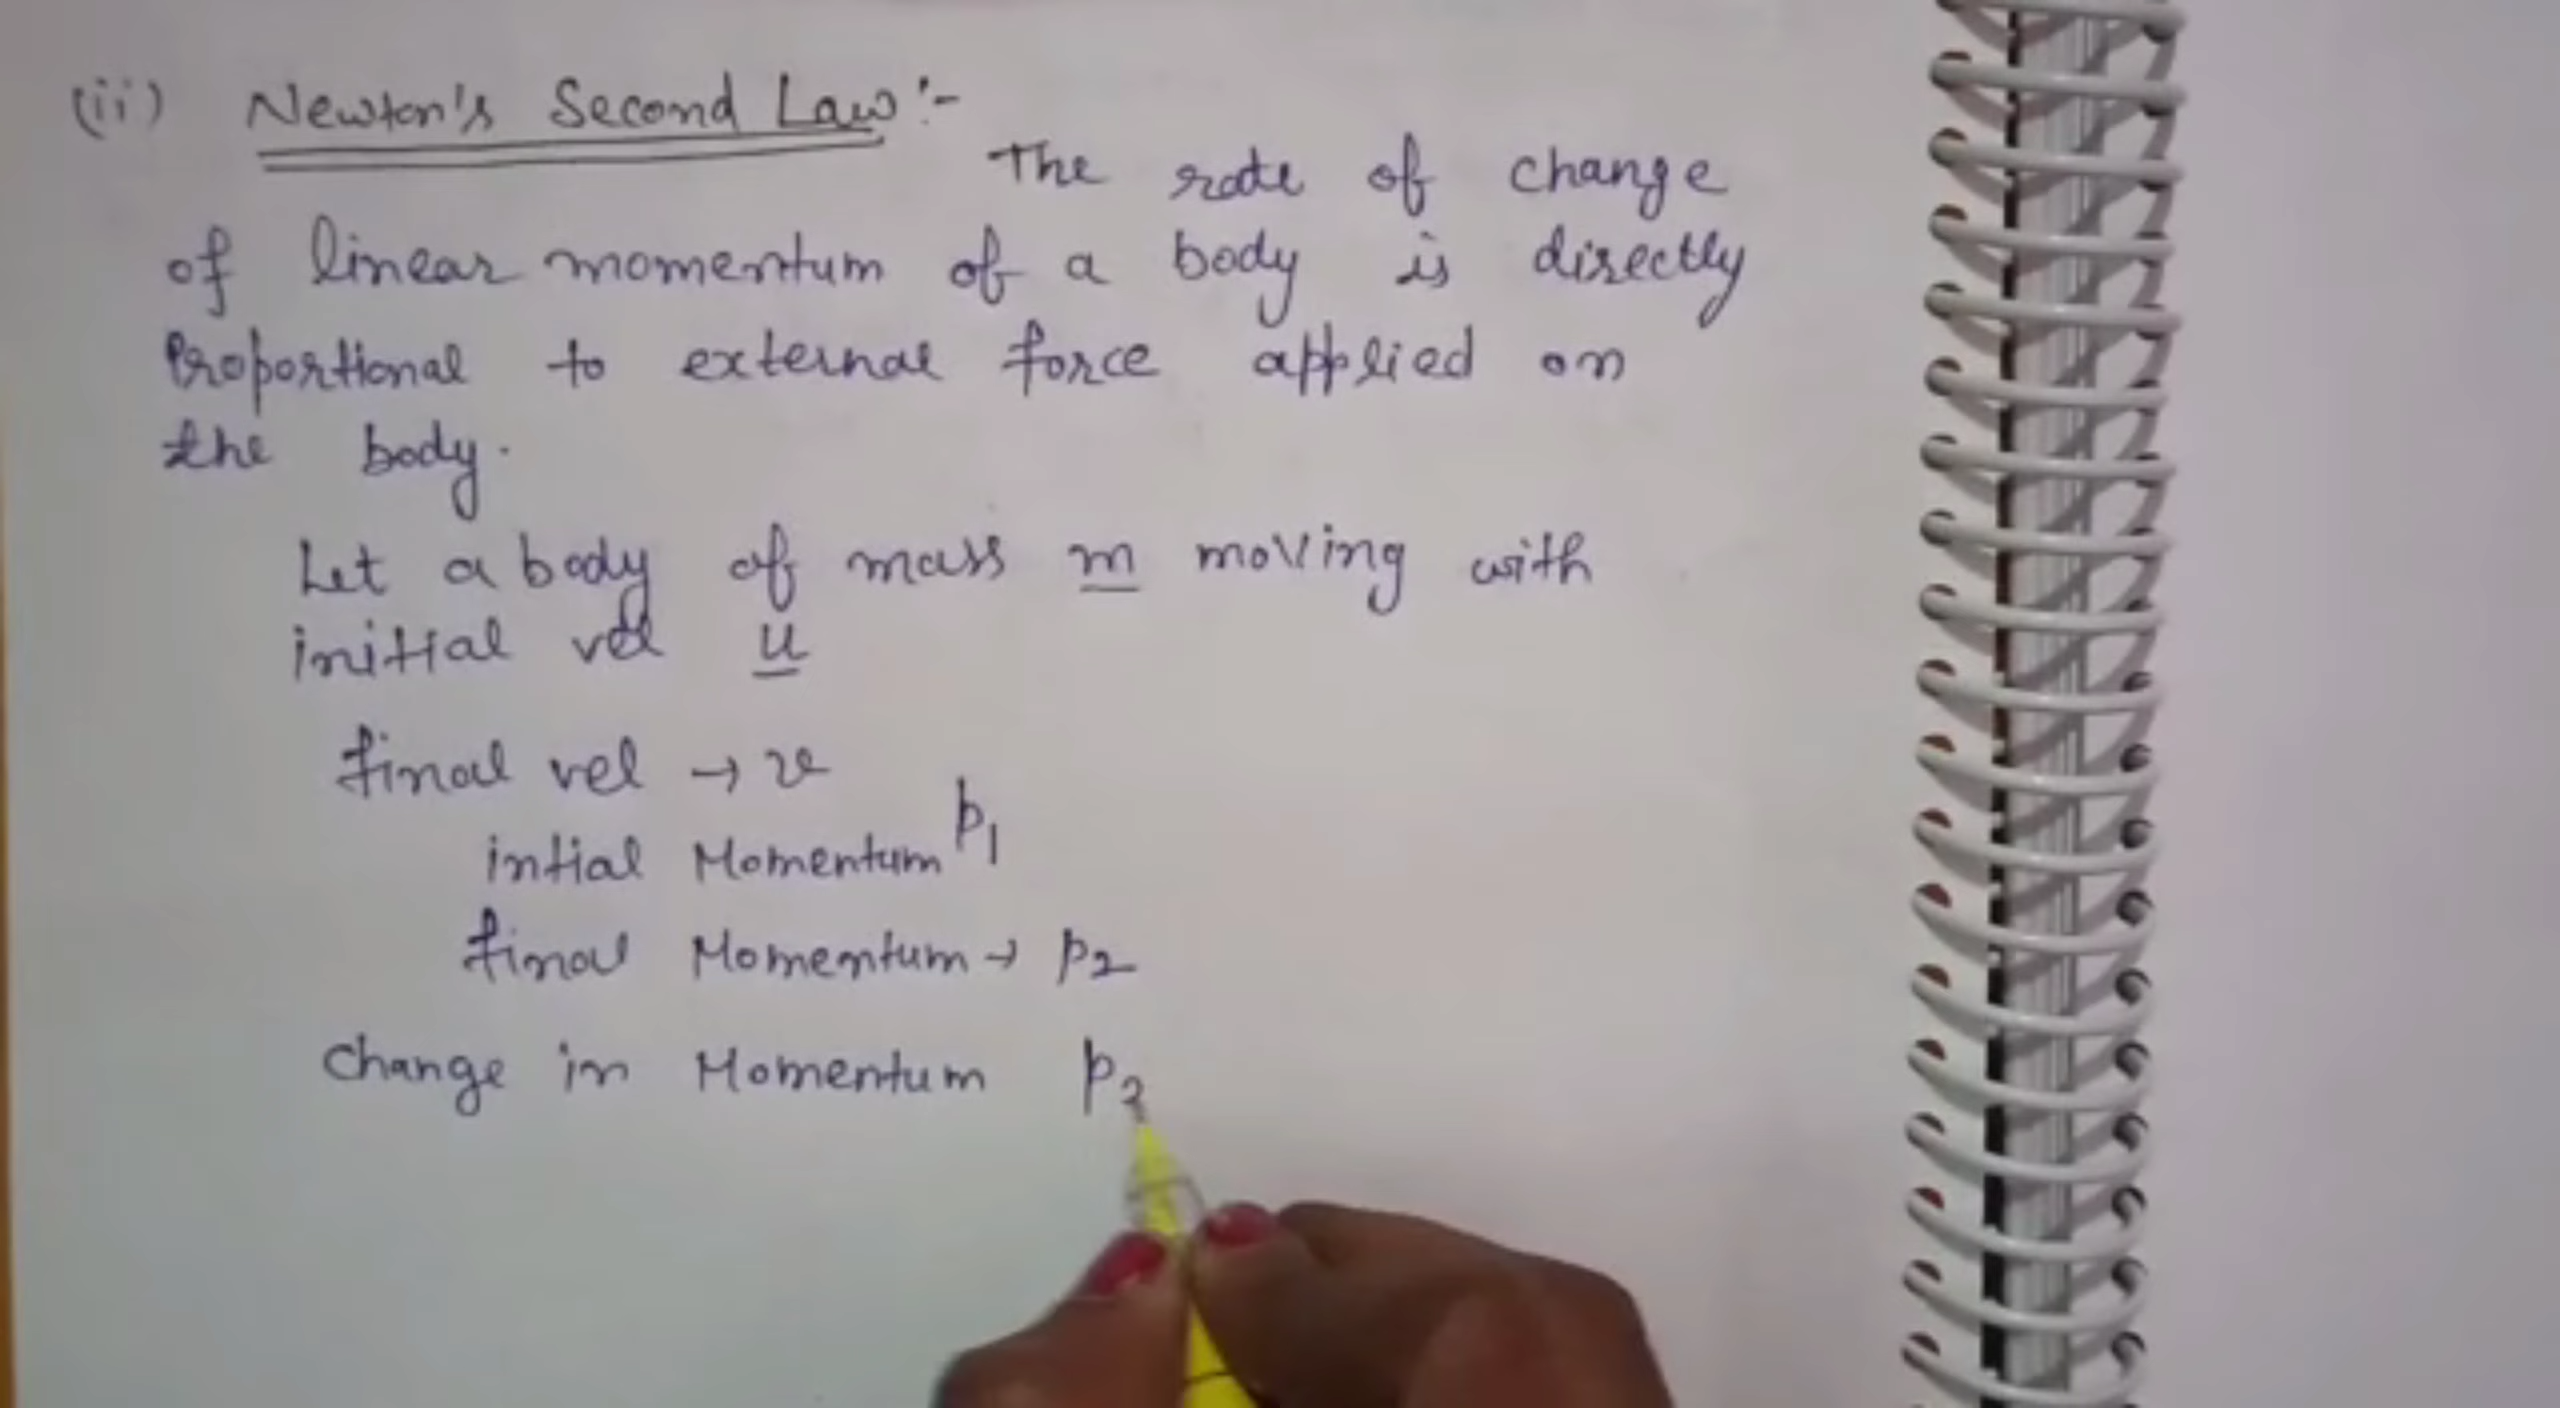 (ii) Newton's Second Law :-
The rate of change
of linear momentum of a body is directly
Proportional to external force applied on
the body.
Let a body of mass m moving with
initial vel u
final vel → v
intial Momentum p1
final Momentum → p2
Change in Momentum p2